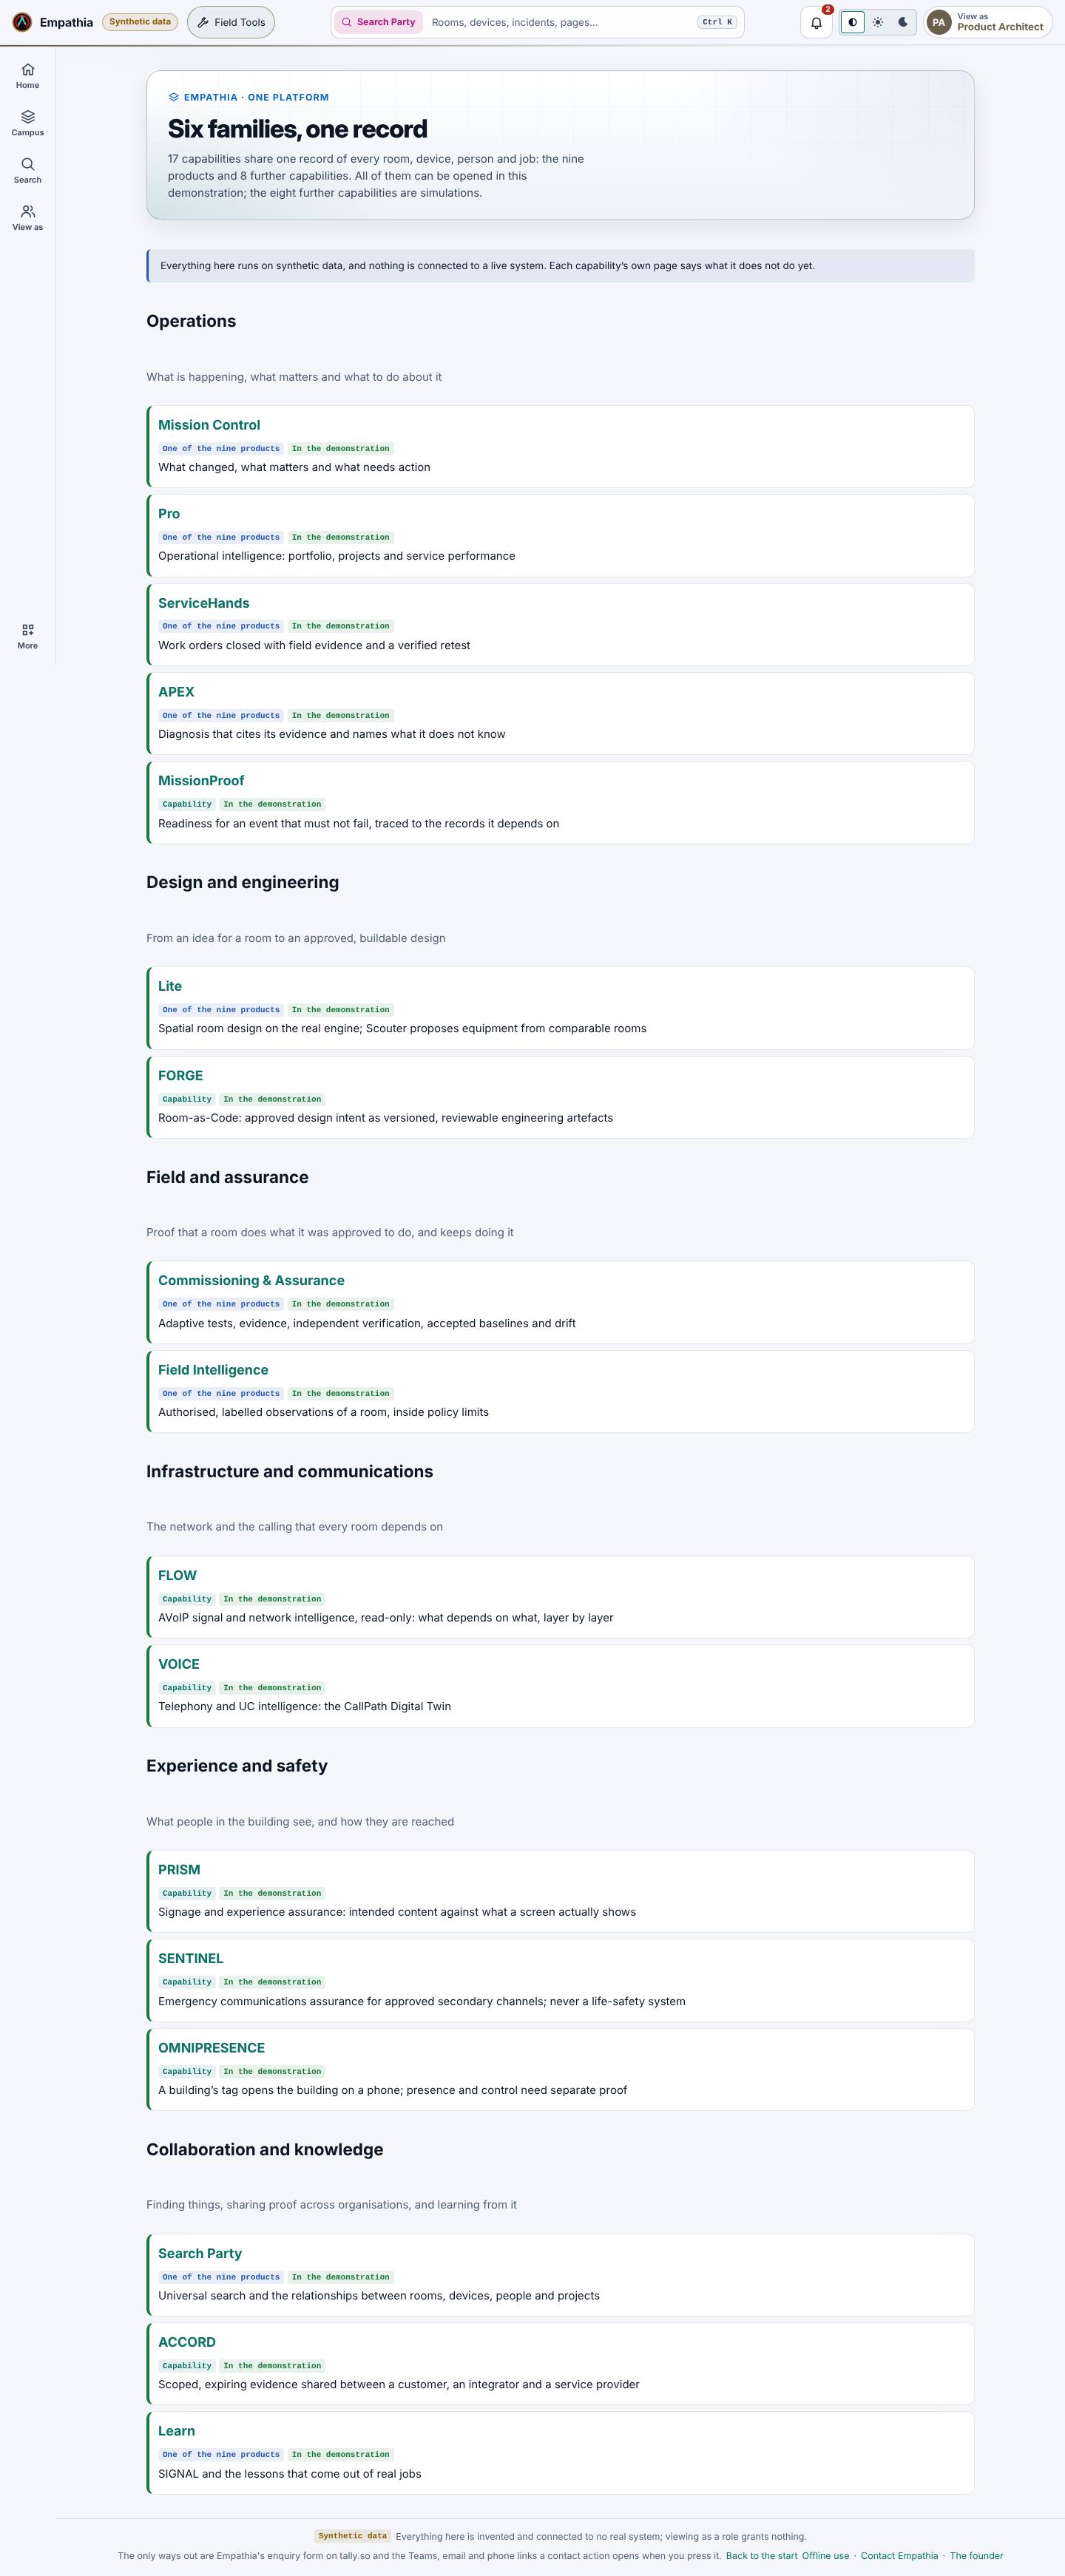 Empathia
Synthetic data
Field Tools
Search Party
Rooms, devices, incidents, pages...
Ctrl K
2
PA
View as
Product Architect
Home
Campus
Search
View as
More
EMPATHIA · ONE PLATFORM
Six families, one record
17 capabilities share one record of every room, device, person and job: the nine
products and 8 further capabilities. All of them can be opened in this
demonstration; the eight further capabilities are simulations.
Everything here runs on synthetic data, and nothing is connected to a live system. Each capability’s own page says what it does not do yet.
Operations
What is happening, what matters and what to do about it
Mission Control
One of the nine products In the demonstration
What changed, what matters and what needs action
Pro
One of the nine products In the demonstration
Operational intelligence: portfolio, projects and service performance
ServiceHands
One of the nine products In the demonstration
Work orders closed with field evidence and a verified retest
APEX
One of the nine products In the demonstration
Diagnosis that cites its evidence and names what it does not know
MissionProof
Capability In the demonstration
Readiness for an event that must not fail, traced to the records it depends on
Design and engineering
From an idea for a room to an approved, buildable design
Lite
One of the nine products In the demonstration
Spatial room design on the real engine; Scouter proposes equipment from comparable rooms
FORGE
Capability In the demonstration
Room-as-Code: approved design intent as versioned, reviewable engineering artefacts
Field and assurance
Proof that a room does what it was approved to do, and keeps doing it
Commissioning & Assurance
One of the nine products In the demonstration
Adaptive tests, evidence, independent verification, accepted baselines and drift
Field Intelligence
One of the nine products In the demonstration
Authorised, labelled observations of a room, inside policy limits
Infrastructure and communications
The network and the calling that every room depends on
FLOW
Capability In the demonstration
AVoIP signal and network intelligence, read-only: what depends on what, layer by layer
VOICE
Capability In the demonstration
Telephony and UC intelligence: the CallPath Digital Twin
Experience and safety
What people in the building see, and how they are reached
PRISM
Capability In the demonstration
Signage and experience assurance: intended content against what a screen actually shows
SENTINEL
Capability In the demonstration
Emergency communications assurance for approved secondary channels; never a life-safety system
OMNIPRESENCE
Capability In the demonstration
A building’s tag opens the building on a phone; presence and control need separate proof
Collaboration and knowledge
Finding things, sharing proof across organisations, and learning from it
Search Party
One of the nine products In the demonstration
Universal search and the relationships between rooms, devices, people and projects
ACCORD
Capability In the demonstration
Scoped, expiring evidence shared between a customer, an integrator and a service provider
Learn
One of the nine products In the demonstration
SIGNAL and the lessons that come out of real jobs
Synthetic data Everything here is invented and connected to no real system; viewing as a role grants nothing.
The only ways out are Empathia's enquiry form on tally.so and the Teams, email and phone links a contact action opens when you press it. Back to the start Offline use · Contact Empathia · The founder